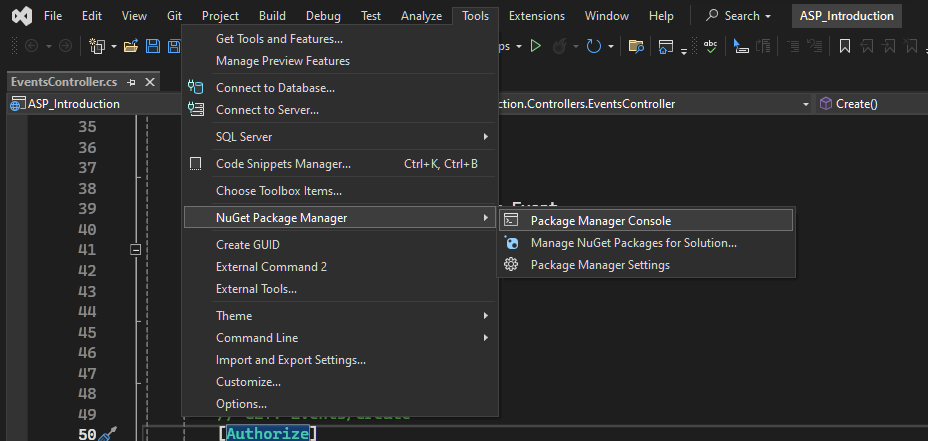 File Edit View Git Project Build Debug Test Analyze Tools Extensions Window Help Search ASP_Introduction
EventsController.cs
ASP_Introduction
ction.Controllers.EventsController
Create()
Get Tools and Features...
Manage Preview Features
Connect to Database...
Connect to Server...
SQL Server
Code Snippets Manager... Ctrl+K, Ctrl+B
Choose Toolbox Items...
NuGet Package Manager
Create GUID
External Command 2
External Tools...
Theme
Command Line
Import and Export Settings...
Customize...
Options...
Package Manager Console
Manage NuGet Packages for Solution...
Package Manager Settings
35
36
37
38
39
40
41
42
43
44
45
46
47
48
49
50 [Authorize]